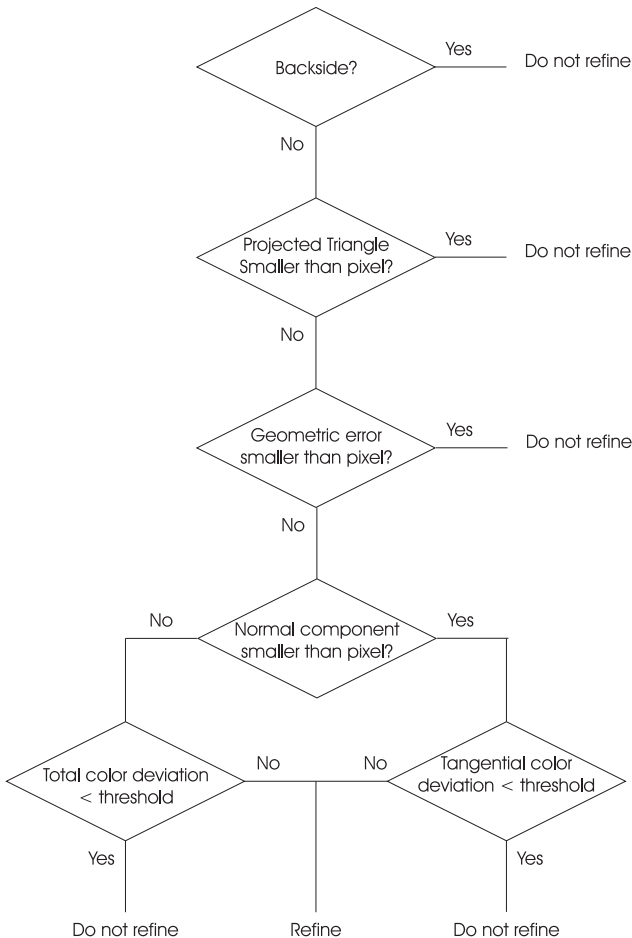 Backside?
Yes
Do not refine
No
Projected Triangle
Smaller than pixel?
Yes
Do not refine
No
Geometric error
smaller than pixel?
Yes
Do not refine
No
No
Normal component
smaller than pixel?
Yes
Total color deviation
< threshold
No
No
Tangential color
deviation < threshold
Yes
Yes
Do not refine
Refine
Do not refine